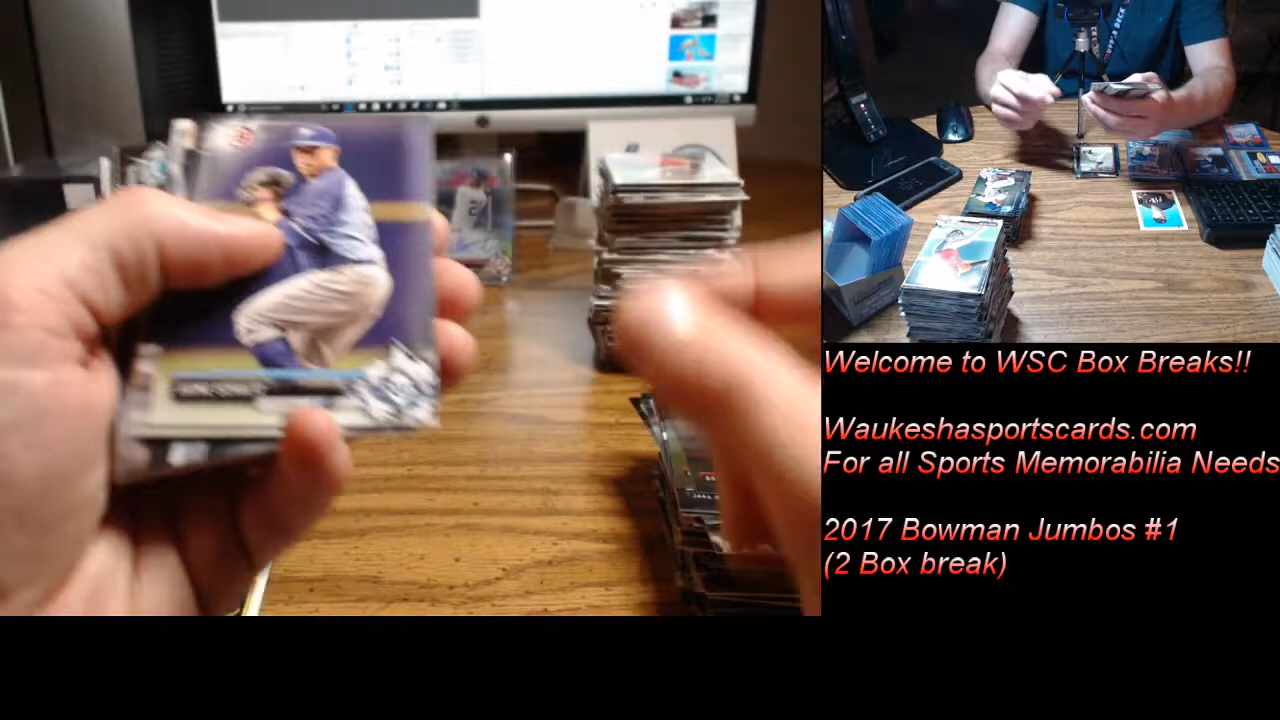 Welcome to WSC Box Breaks!!
Waukeshasportscards.com
For all Sports Memorabilia Needs
2017 Bowman Jumbos #1
(2 Box break)